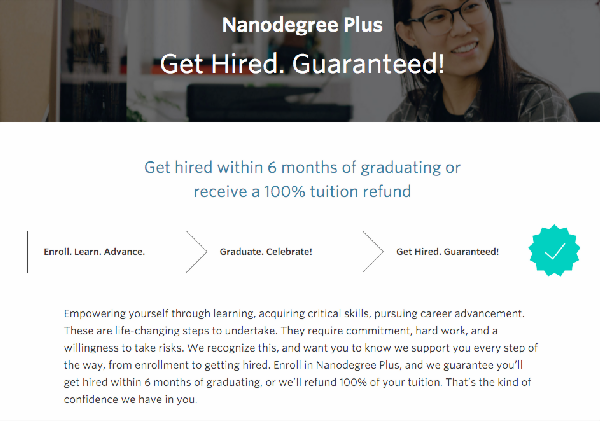 Nanodegree Plus
Get Hired. Guaranteed!
Get hired within 6 months of graduating or
receive a 100% tuition refund
Enroll. Learn. Advance.
Graduate. Celebrate!
Get Hired. Guaranteed!
Empowering yourself through learning, acquiring critical skills, pursuing career advancement.
These are life-changing steps to undertake. They require commitment, hard work, and a
willingness to take risks. We recognize this, and want you to know we support you every step of
the way, from enrollment to getting hired. Enroll in Nanodegree Plus, and we guarantee you'll
get hired within 6 months of graduating, or we'll refund 100% of your tuition. That's the kind of
confidence we have in you.